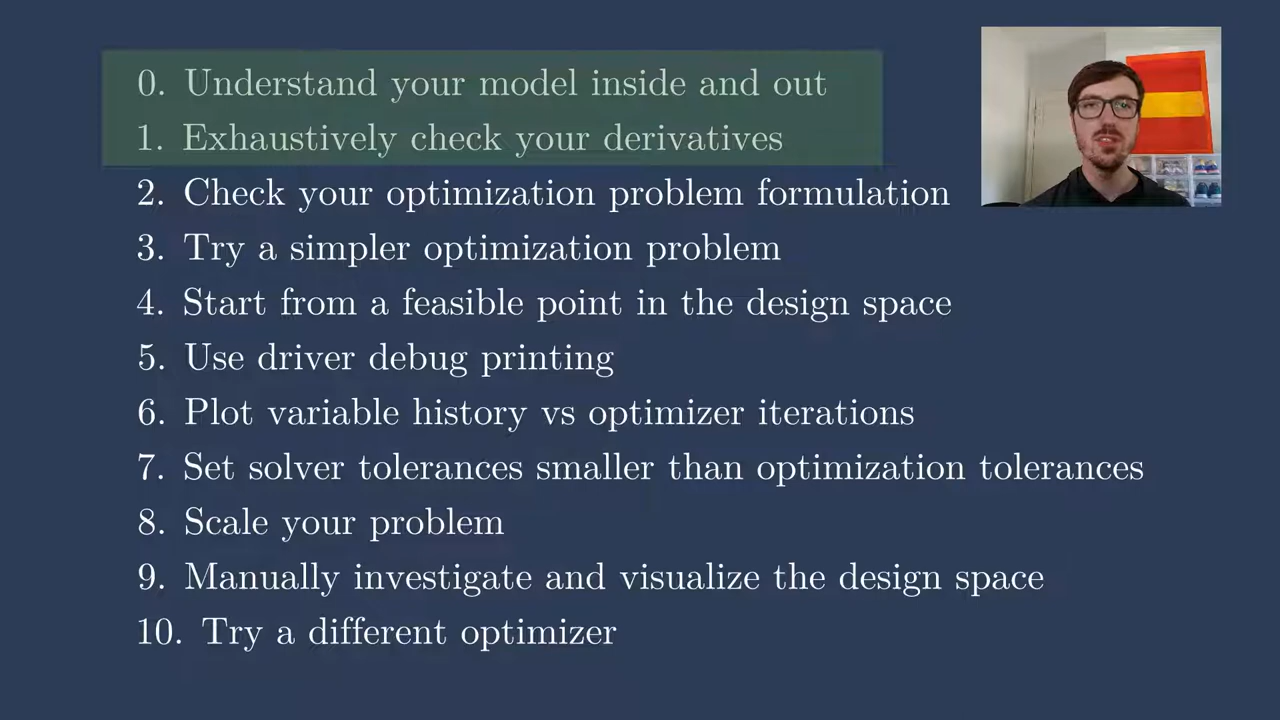 0. Understand your model inside and out
1. Exhaustively check your derivatives
2. Check your optimization problem formulation
3. Try a simpler optimization problem
4. Start from a feasible point in the design space
5. Use driver debug printing
6. Plot variable history vs optimizer iterations
7. Set solver tolerances smaller than optimization tolerances
8. Scale your problem
9. Manually investigate and visualize the design space
10. Try a different optimizer